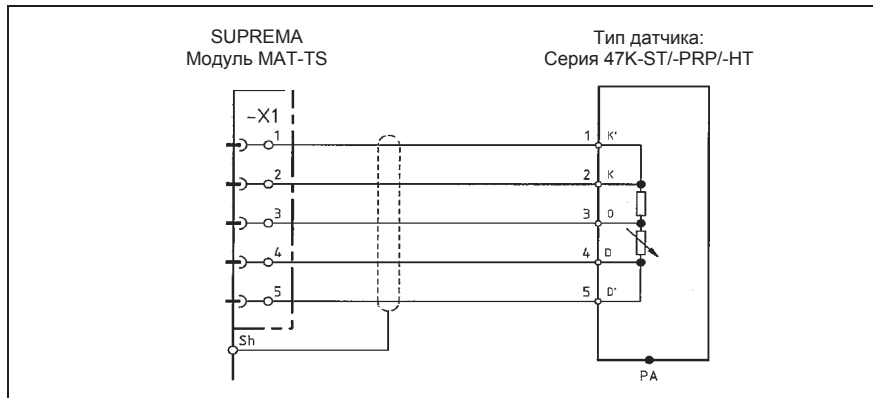 SUPREMA
Модуль MAT-TS
Тип датчика:
Серия 47K-ST/-PRP/-HT
~X1
1
1 K'
2
2 K
3
3 0
4
4 D
5
5 D'
Sh
PA